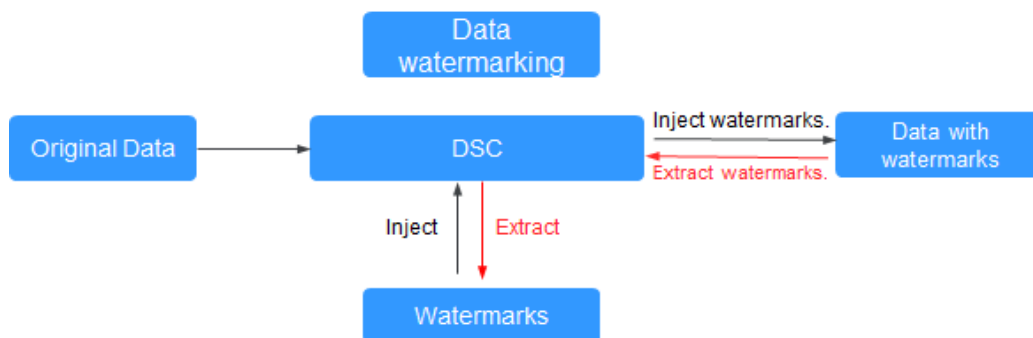 Data
watermarking
Original Data
DSC
Inject watermarks.
Extract watermarks.
Data with
watermarks
Inject
Extract
Watermarks